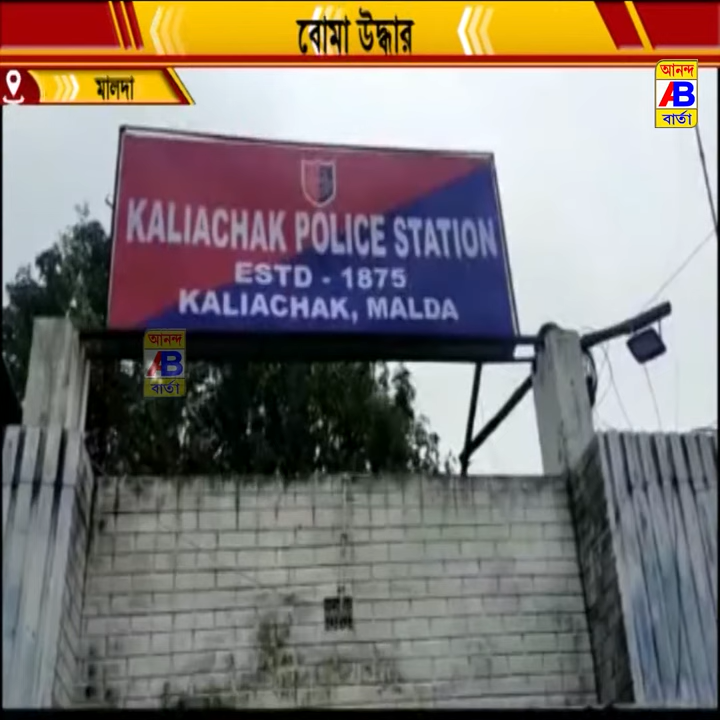 বোমা উদ্ধার
মালদা
আনন্দ
AB
বার্তা
KALIACHAK POLICE STATION
ESTD - 1875
KALIACHAK, MALDA
আনন্দ
AB
বার্তা